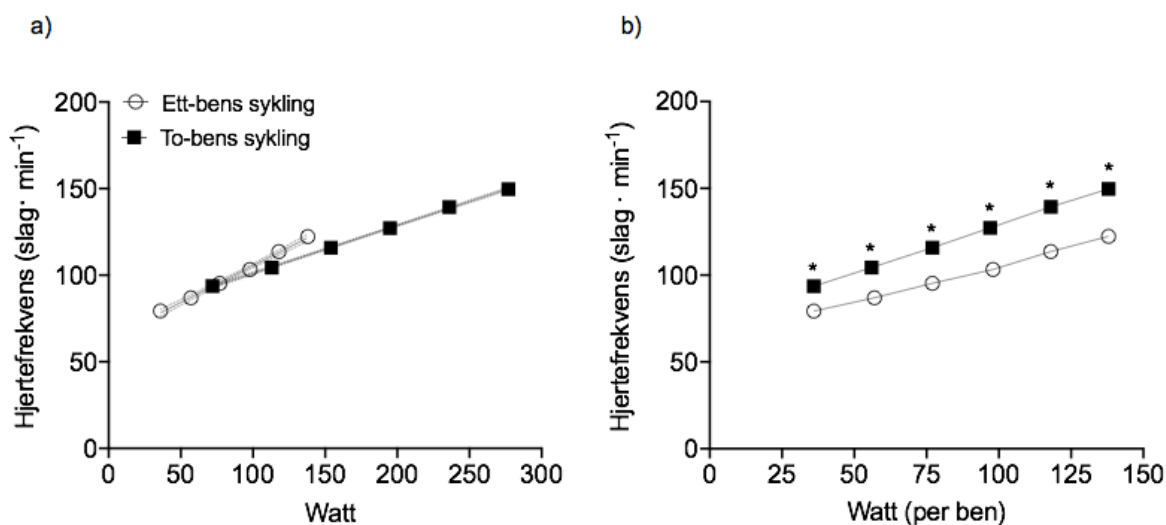 a)
Hjertefrekvens (slag· min⁻¹)
200
150
100
50
0
Ett-bens sykling
To-bens sykling
0 50 100 150 200 250 300
Watt
b)
Hjertefrekvens (slag · min⁻¹)
200
150
100
50
0
* * * * * *
0 25 50 75 100 125 150
Watt (per ben)